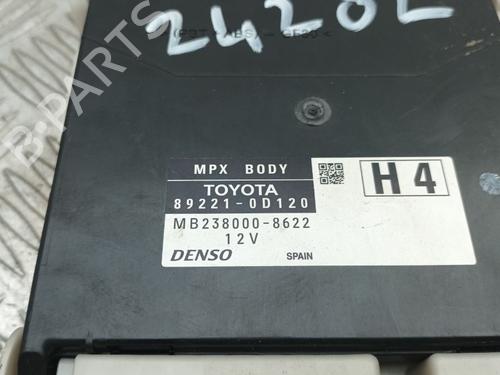 2420L
MPX BODY
TOYOTA
89221-0D120
H4
MB238000-8622
12V
DENSO
SPAIN
B-PARTS